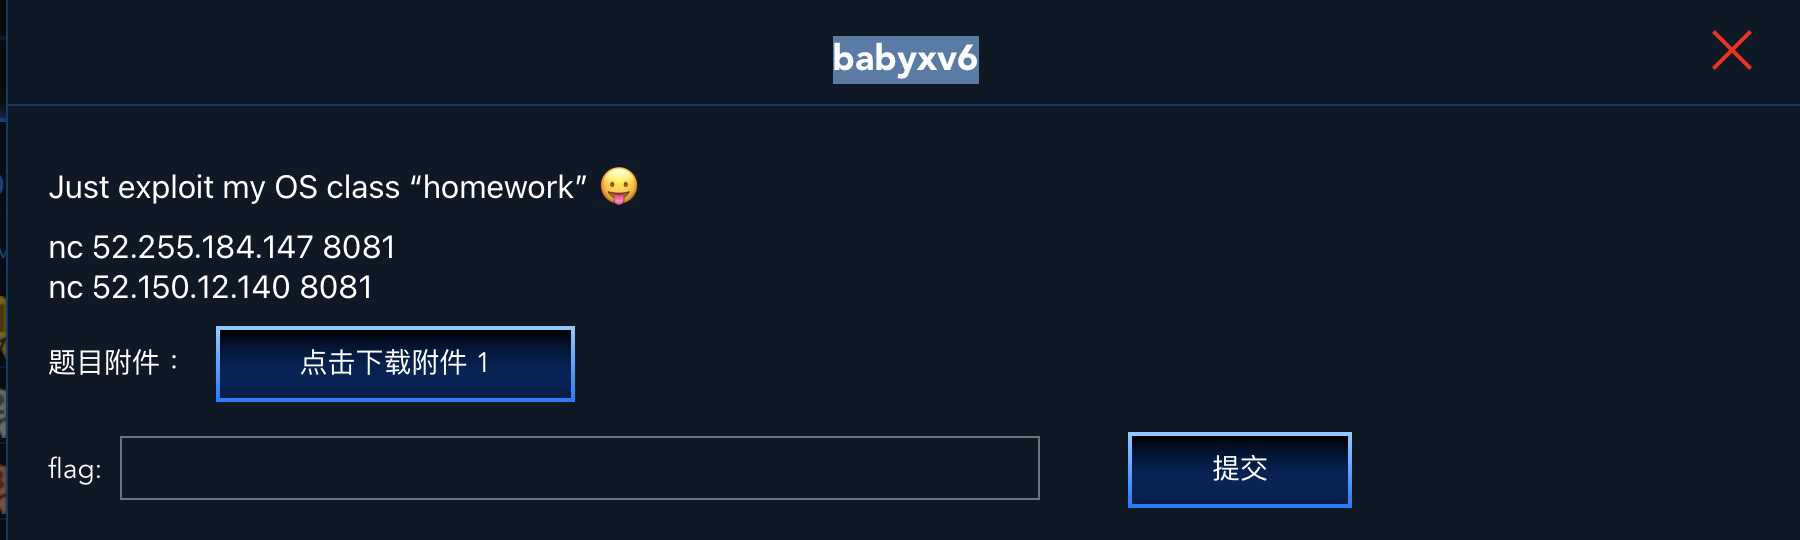 babyxv6
Just exploit my OS class “homework” 😛
nc 52.255.184.147 8081
nc 52.150.12.140 8081
题目附件： 点击下载附件 1
flag: 提交